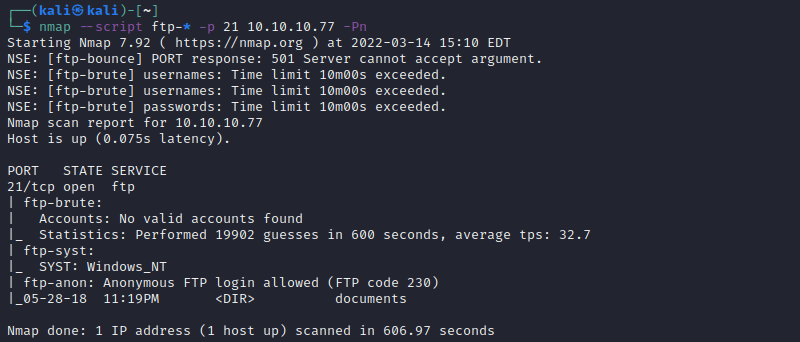 ┌──(kali㉿kali)-[~]
└─$ nmap --script ftp-* -p 21 10.10.10.77 -Pn
Starting Nmap 7.92 ( https://nmap.org ) at 2022-03-14 15:10 EDT
NSE: [ftp-bounce] PORT response: 501 Server cannot accept argument.
NSE: [ftp-brute] usernames: Time limit 10m00s exceeded.
NSE: [ftp-brute] usernames: Time limit 10m00s exceeded.
NSE: [ftp-brute] passwords: Time limit 10m00s exceeded.
Nmap scan report for 10.10.10.77
Host is up (0.075s latency).

PORT   STATE SERVICE
21/tcp open  ftp
| ftp-brute:
|   Accounts: No valid accounts found
|_  Statistics: Performed 19902 guesses in 600 seconds, average tps: 32.7
| ftp-syst:
|_  SYST: Windows_NT
| ftp-anon: Anonymous FTP login allowed (FTP code 230)
|_05-28-18  11:19PM       <DIR>          documents

Nmap done: 1 IP address (1 host up) scanned in 606.97 seconds